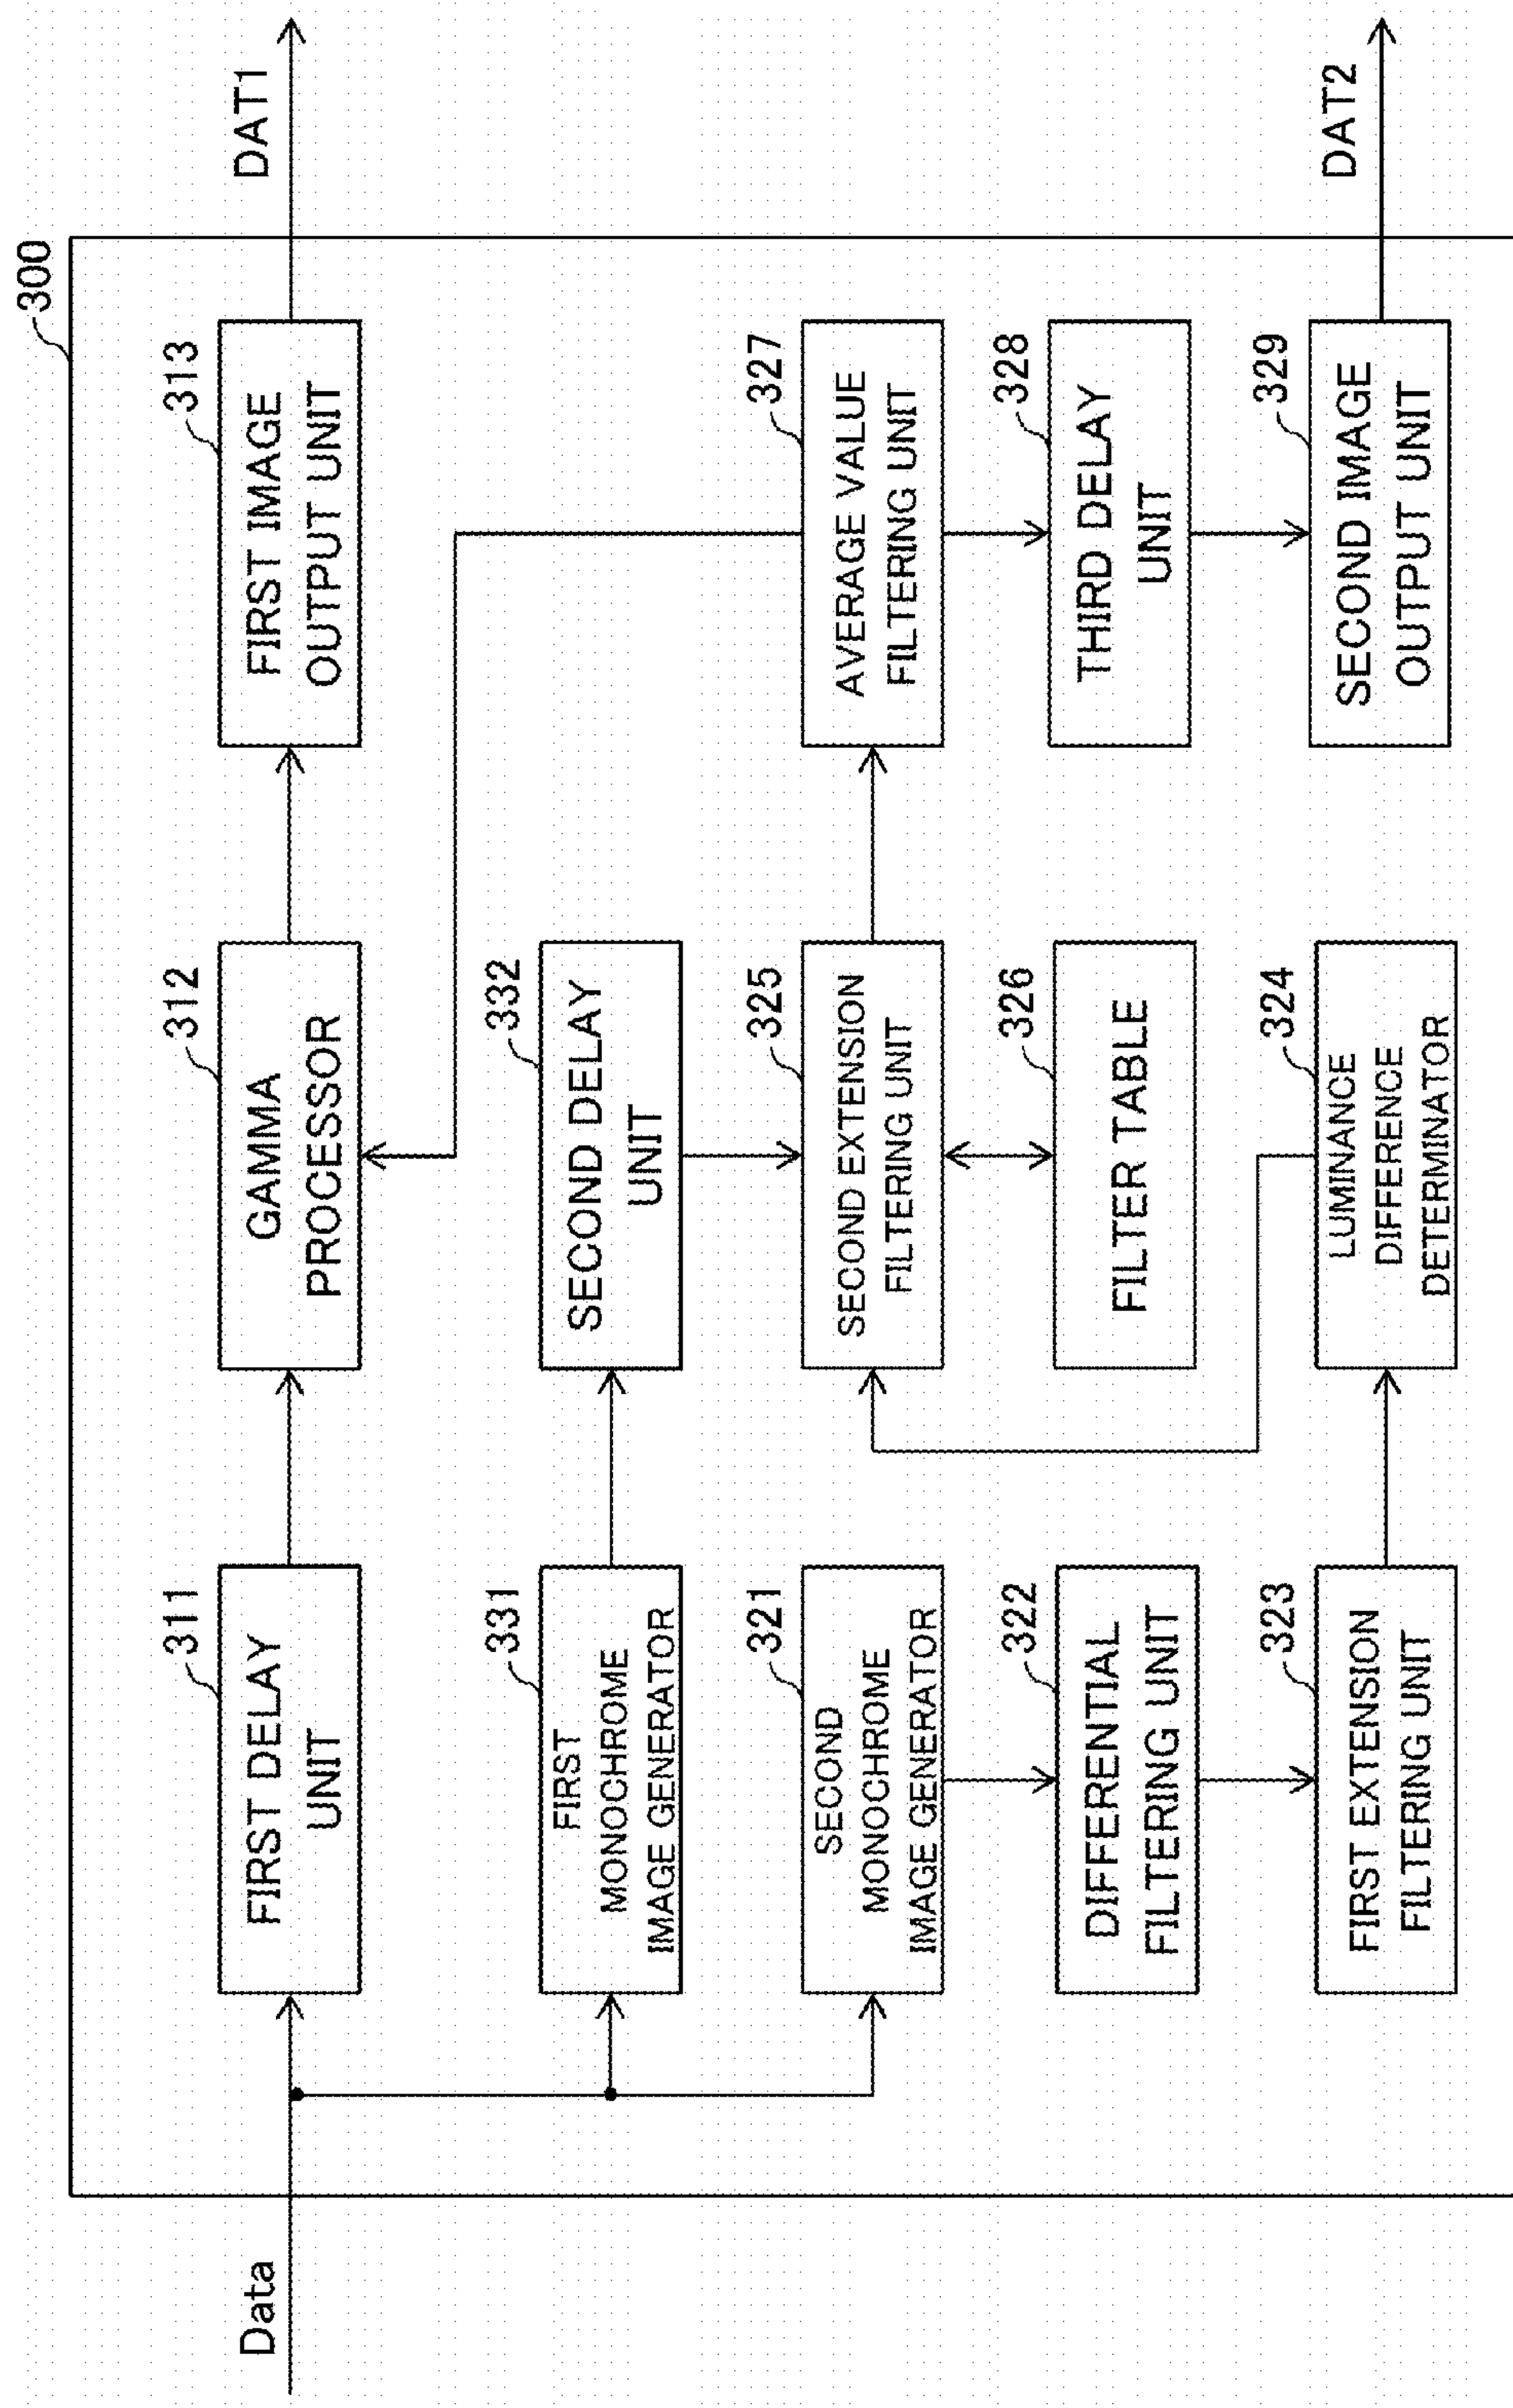 300
Data
311
FIRST DELAY
UNIT
312
GAMMA
PROCESSOR
313
FIRST IMAGE
OUTPUT UNIT
DAT1
331
FIRST
MONOCHROME
IMAGE GENERATOR
332
SECOND DELAY
UNIT
321
SECOND
MONOCHROME
IMAGE GENERATOR
325
SECOND EXTENSION
FILTERING UNIT
327
AVERAGE VALUE
FILTERING UNIT
322
DIFFERENTIAL
FILTERING UNIT
326
FILTER TABLE
328
THIRD DELAY
UNIT
323
FIRST EXTENSION
FILTERING UNIT
324
LUMINANCE
DIFFERENCE
DETERMINATOR
329
SECOND IMAGE
OUTPUT UNIT
DAT2